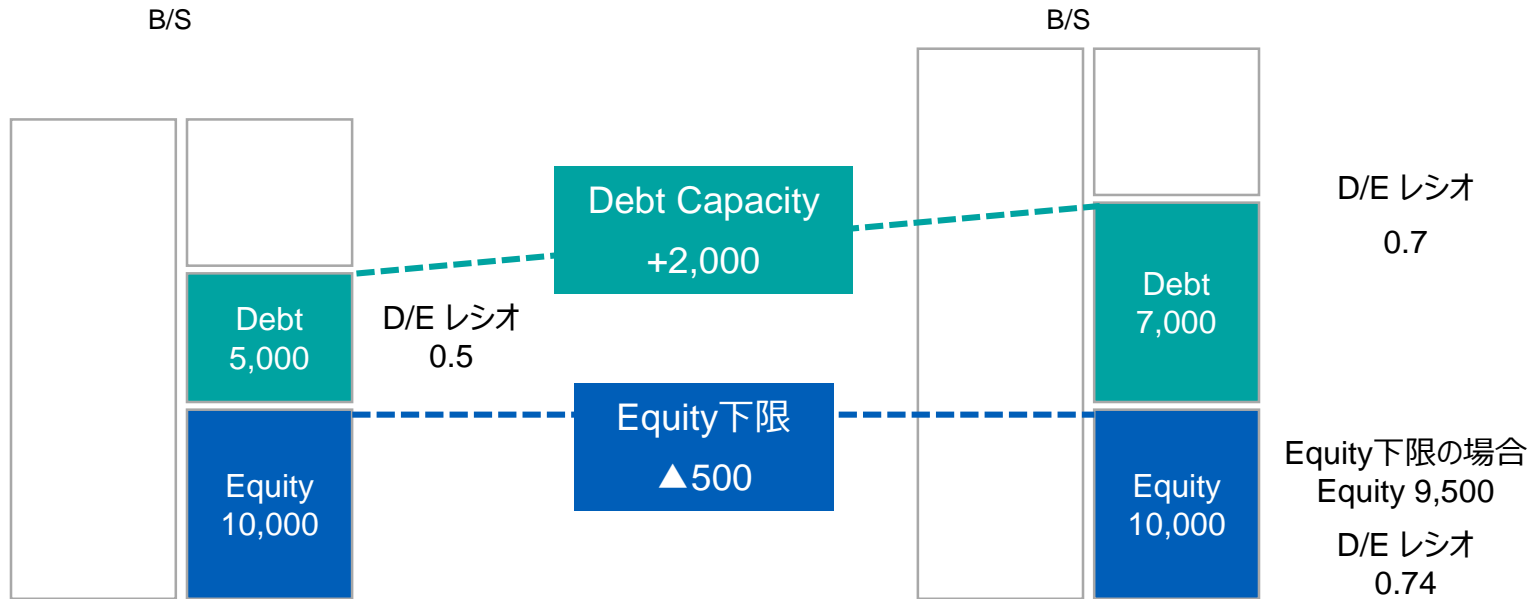 B/S
Debt
5,000
Equity
10,000
D/E レシオ
0.5
Debt Capacity
+2,000
Equity下限
▲500
B/S
Debt
7,000
Equity
10,000
D/E レシオ
0.7
Equity下限の場合
Equity 9,500
D/E レシオ
0.74